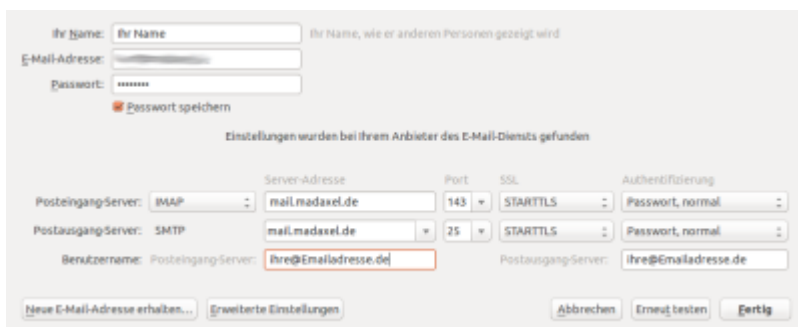 Ihr Name: Ihr Name Ihr Name, wie er anderen Personen gezeigt wird
E-Mail-Adresse:
Passwort: ••••••••
Passwort speichern
Einstellungen wurden bei Ihrem Anbieter des E-Mail-Diensts gefunden
Server-Adresse Port SSL Authentifizierung
Posteingang-Server: IMAP mail.madaxel.de 143 STARTTLS Passwort, normal
Postausgang-Server: SMTP mail.madaxel.de 25 STARTTLS Passwort, normal
Benutzername: Posteingang-Server: Ihre@Emailadresse.de Postausgang-Server: Ihre@Emailadresse.de
Neue E-Mail-Adresse erhalten... Erweiterte Einstellungen Abbrechen Erneut testen Fertig